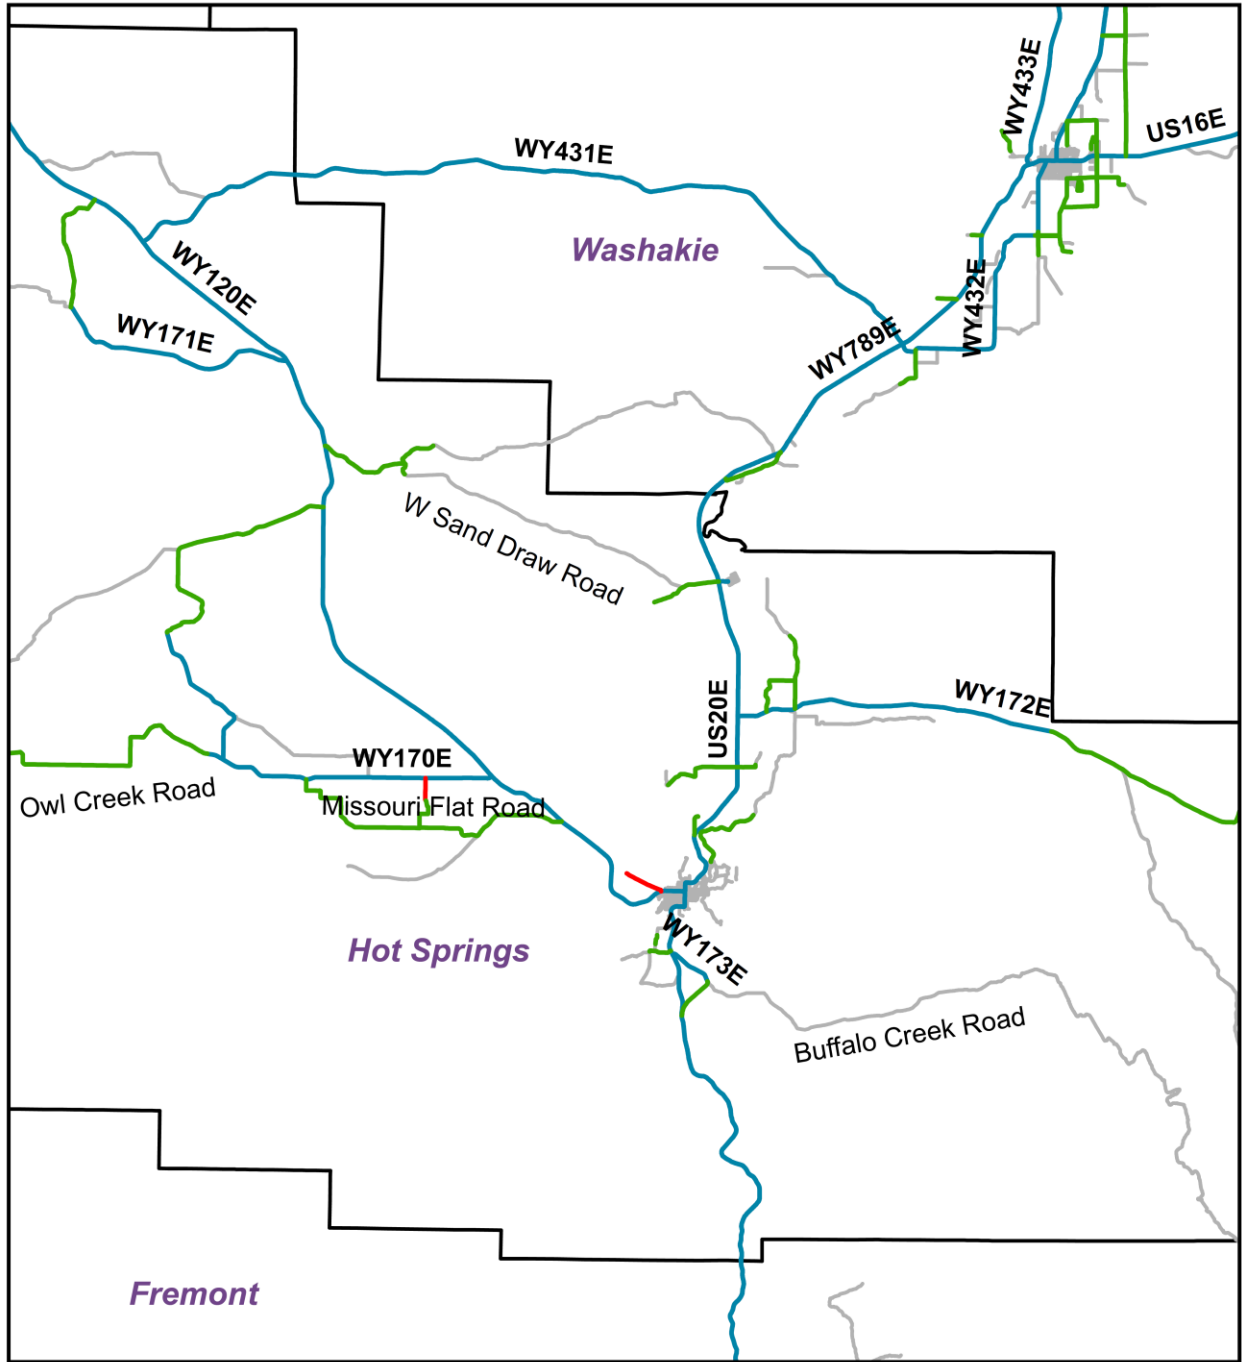 WY433E
US16E
WY431E
Washakie
WY120E
WY432E
WY171E
WY789E
W Sand Draw Road
US20E
WY172E
WY170E
Owl Creek Road
Missouri Flat Road
Hot Springs
WY173E
Buffalo Creek Road
Fremont